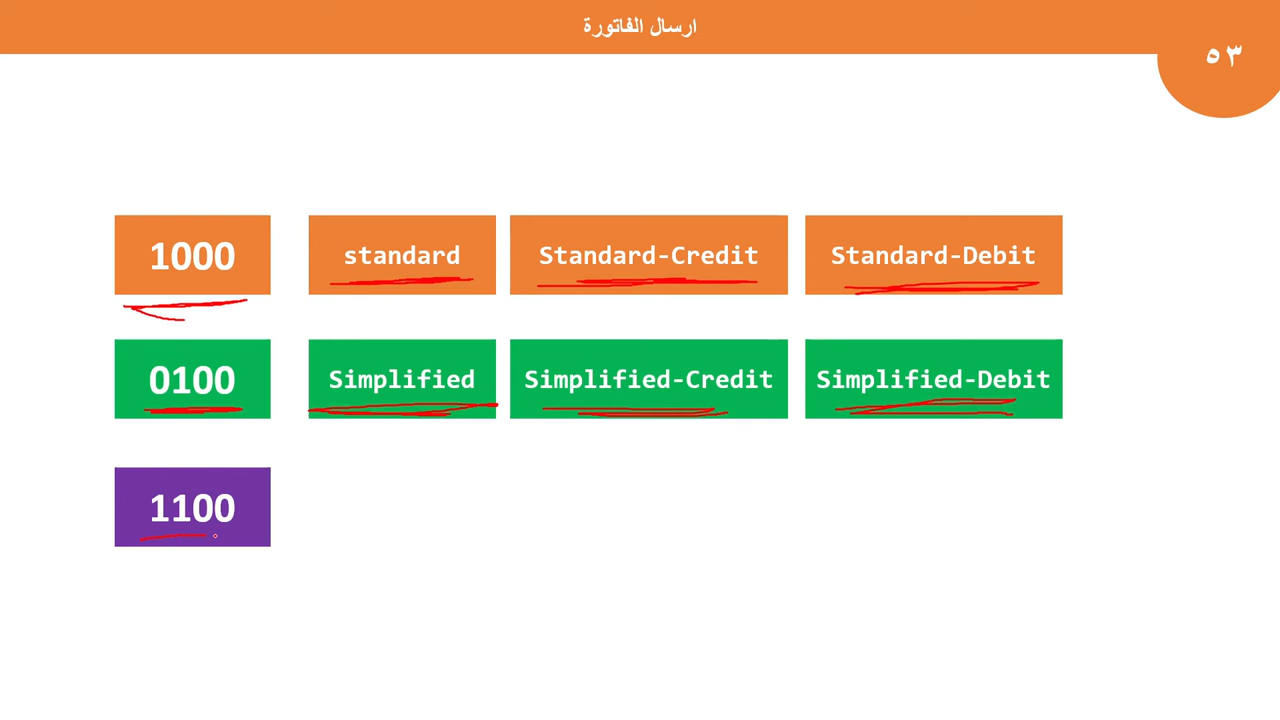 ارسال الفاتورة
٥٣
1000 standard Standard-Credit Standard-Debit
0100 Simplified Simplified-Credit Simplified-Debit
1100